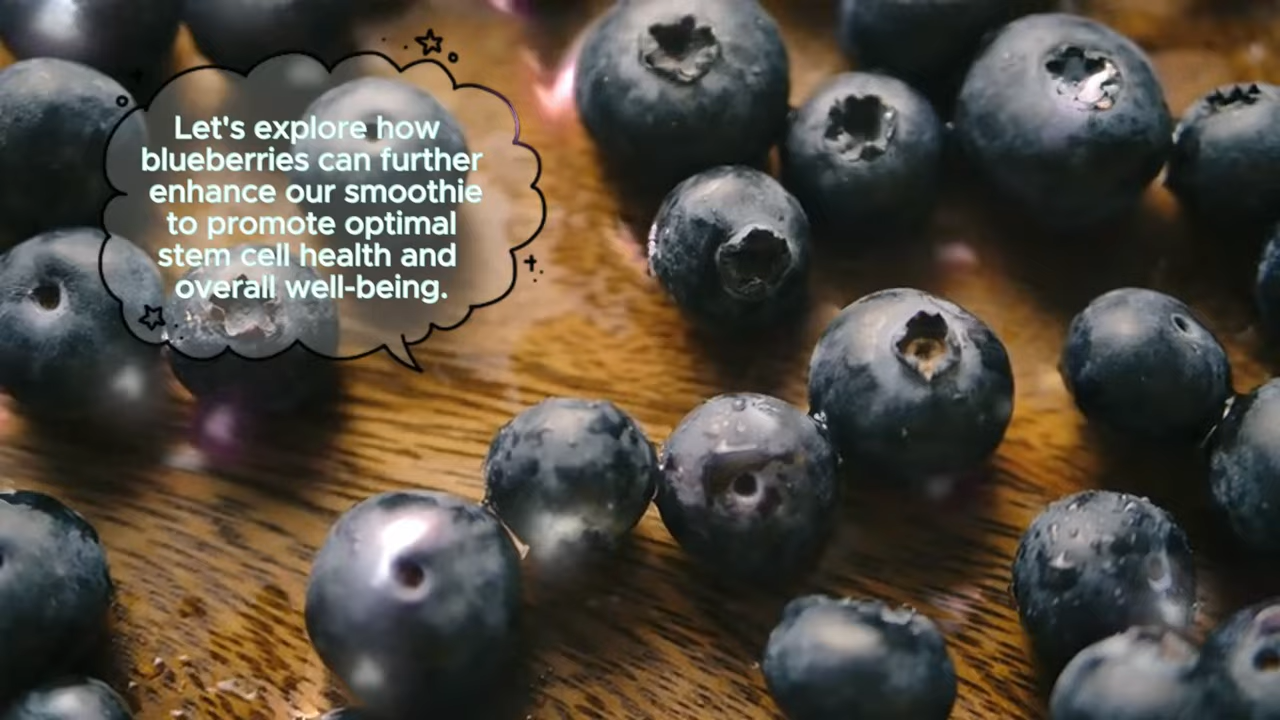 Let's explore how
blueberries can further
enhance our smoothie
to promote optimal
stem cell health and
overall well-being.